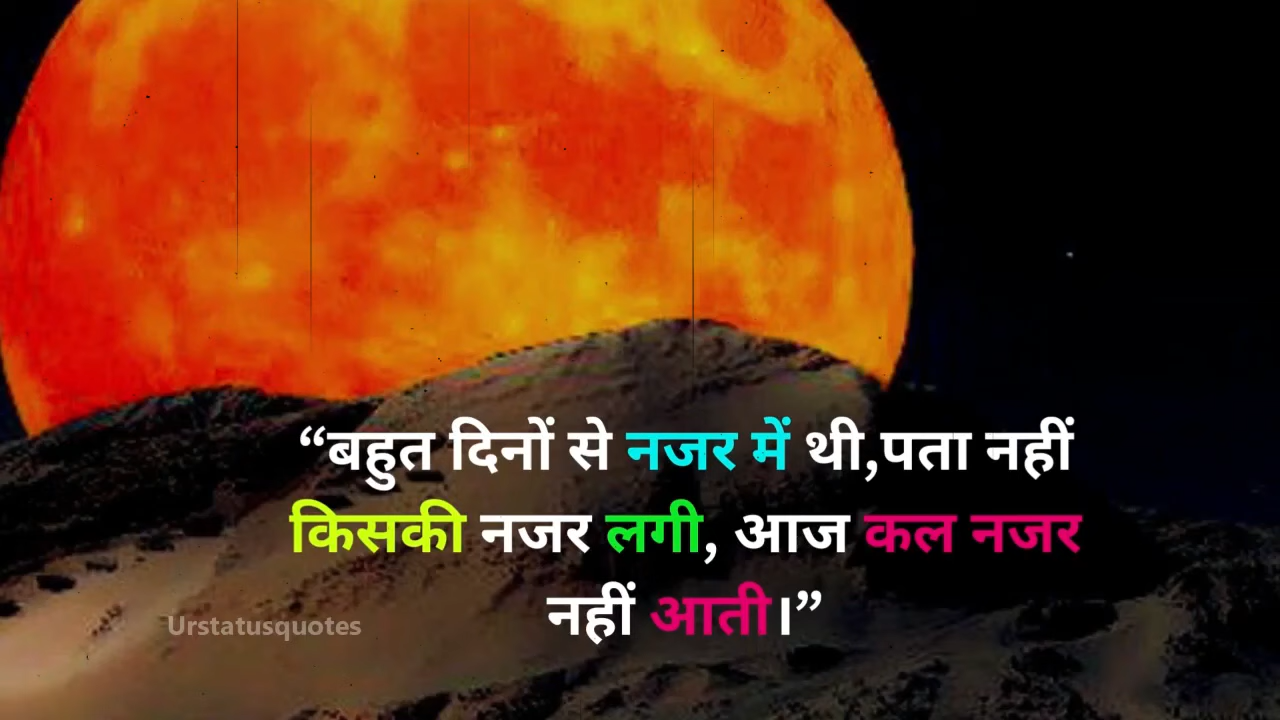 “बहुत दिनों से नजर में थी,पता नहीं
किसकी नजर लगी, आज कल नजर
नहीं आती।”
Urstatusquotes